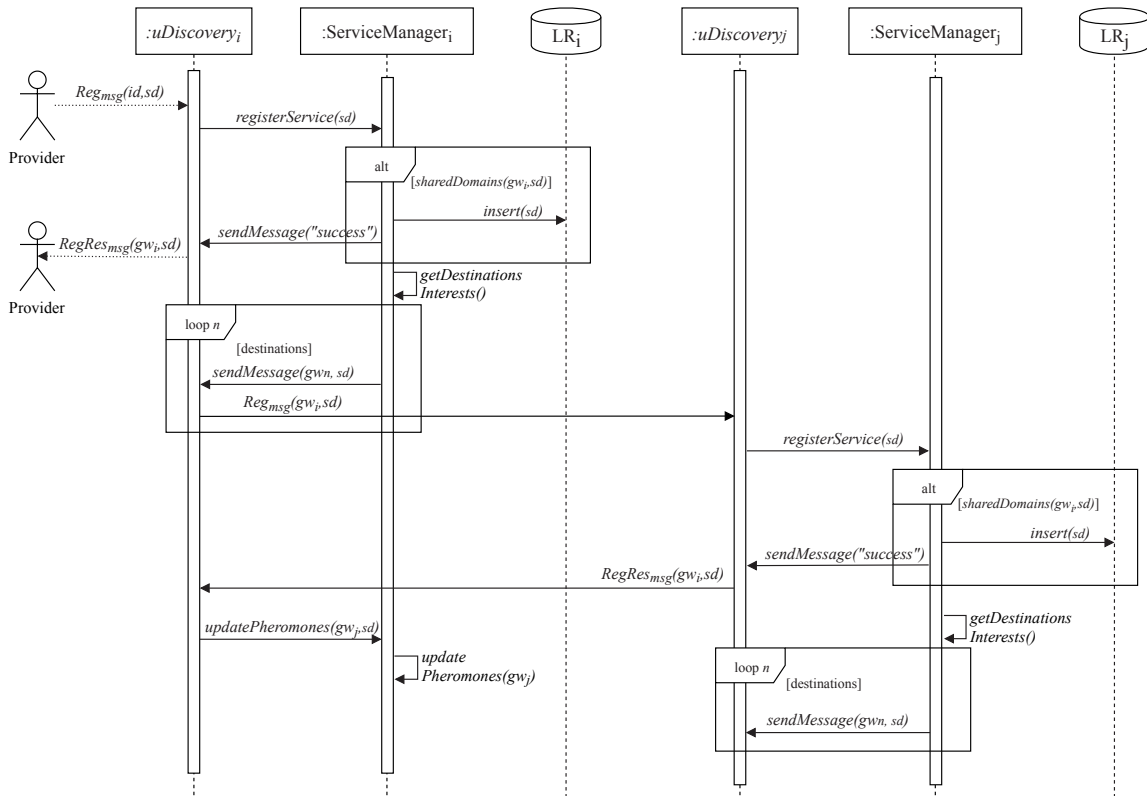 :uDiscoveryi
:ServiceManageri
LRi
:uDiscoveryj
:ServiceManagerj
LRj
Regmsg(id,sd)
Provider
registerService(sd)
alt
[sharedDomains(gwi,sd)]
insert(sd)
sendMessage("success")
RegResmsg(gwi,sd)
Provider
getDestinations
Interests()
loop n
[destinations]
sendMessage(gwn, sd)
Regmsg(gwi,sd)
registerService(sd)
alt
[sharedDomains(gwi,sd)]
insert(sd)
sendMessage("success")
RegResmsg(gwi,sd)
getDestinations
Interests()
updatePheromones(gwj,sd)
update
Pheromones(gwj)
loop n
[destinations]
sendMessage(gwn, sd)